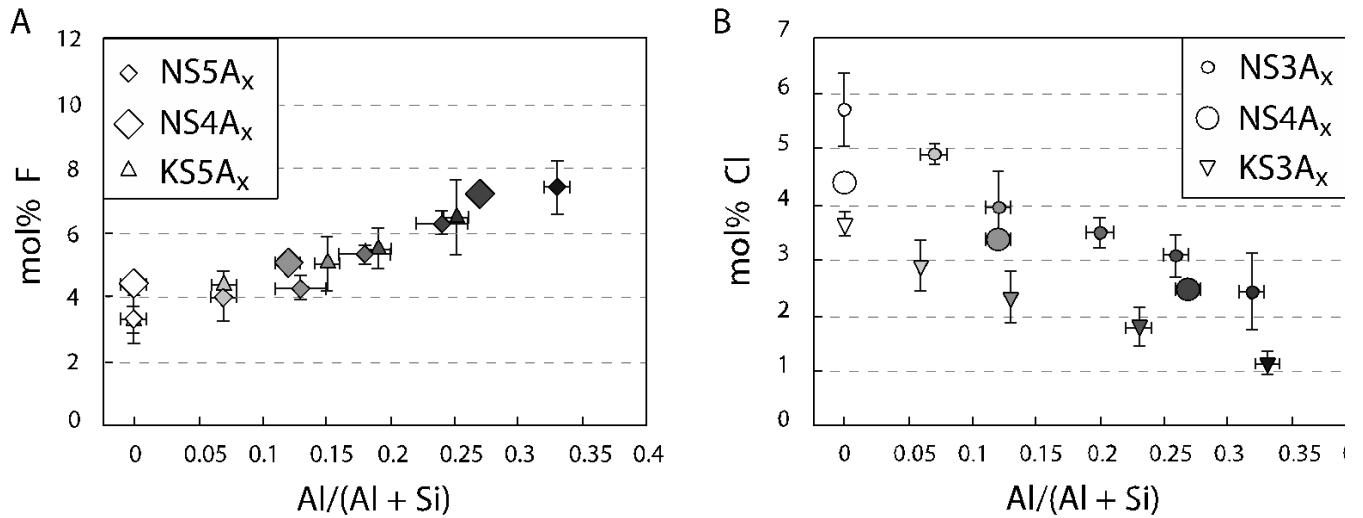 A
12
10
8
6
4
2
0
mol% F
NS5Aₓ
NS4Aₓ
KS5Aₓ
0 0.05 0.1 0.15 0.2 0.25 0.3 0.35 0.4
Al/(Al + Si)
B
7
6
5
4
3
2
1
0
mol% Cl
NS3Aₓ
NS4Aₓ
KS3Aₓ
0 0.05 0.1 0.15 0.2 0.25 0.3 0.35
Al/(Al + Si)